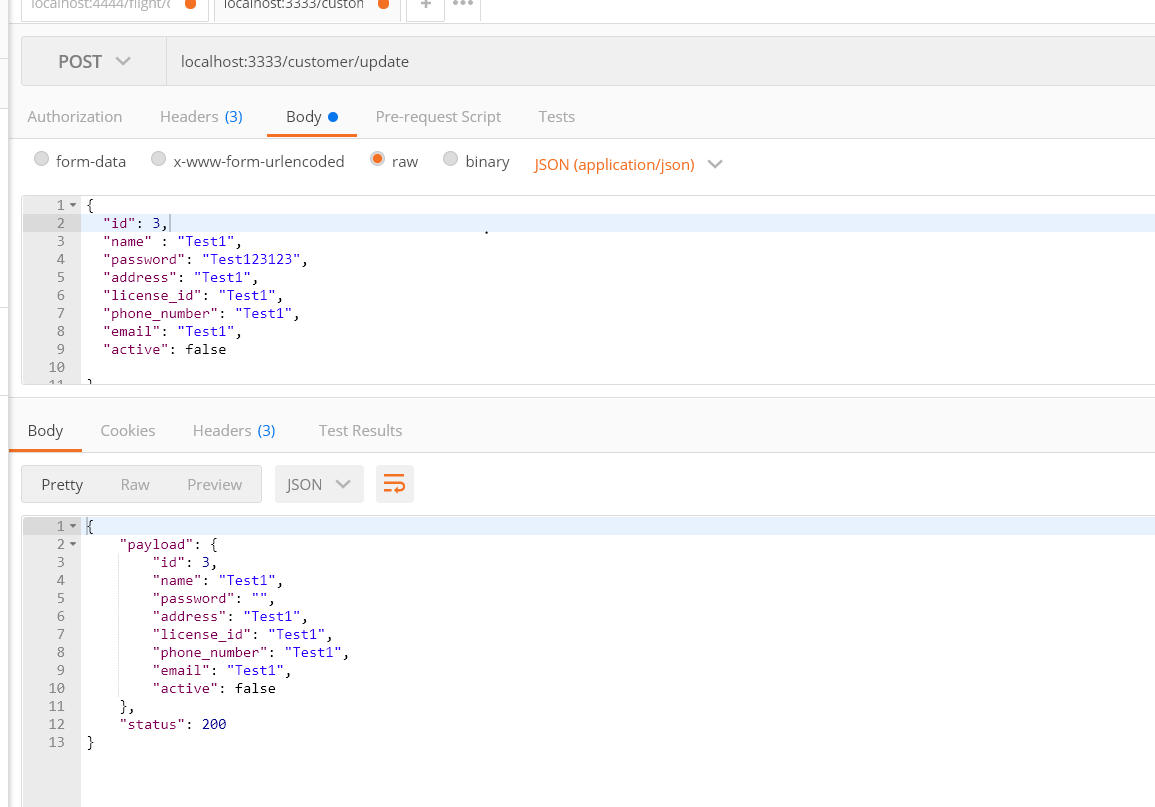 localhost:4444/flight/c localhost:3333/custom + •••
POST localhost:3333/customer/update
Authorization Headers (3) Body Pre-request Script Tests
form-data x-www-form-urlencoded raw binary JSON (application/json)
1 {
2 "id": 3,
3 "name" : "Test1",
4 "password": "Test123123",
5 "address": "Test1",
6 "license_id": "Test1",
7 "phone_number": "Test1",
8 "email": "Test1",
9 "active": false
10
11 }
Body Cookies Headers (3) Test Results
Pretty Raw Preview JSON
1 {
2 "payload": {
3 "id": 3,
4 "name": "Test1",
5 "password": "",
6 "address": "Test1",
7 "license_id": "Test1",
8 "phone_number": "Test1",
9 "email": "Test1",
10 "active": false
11 },
12 "status": 200
13 }